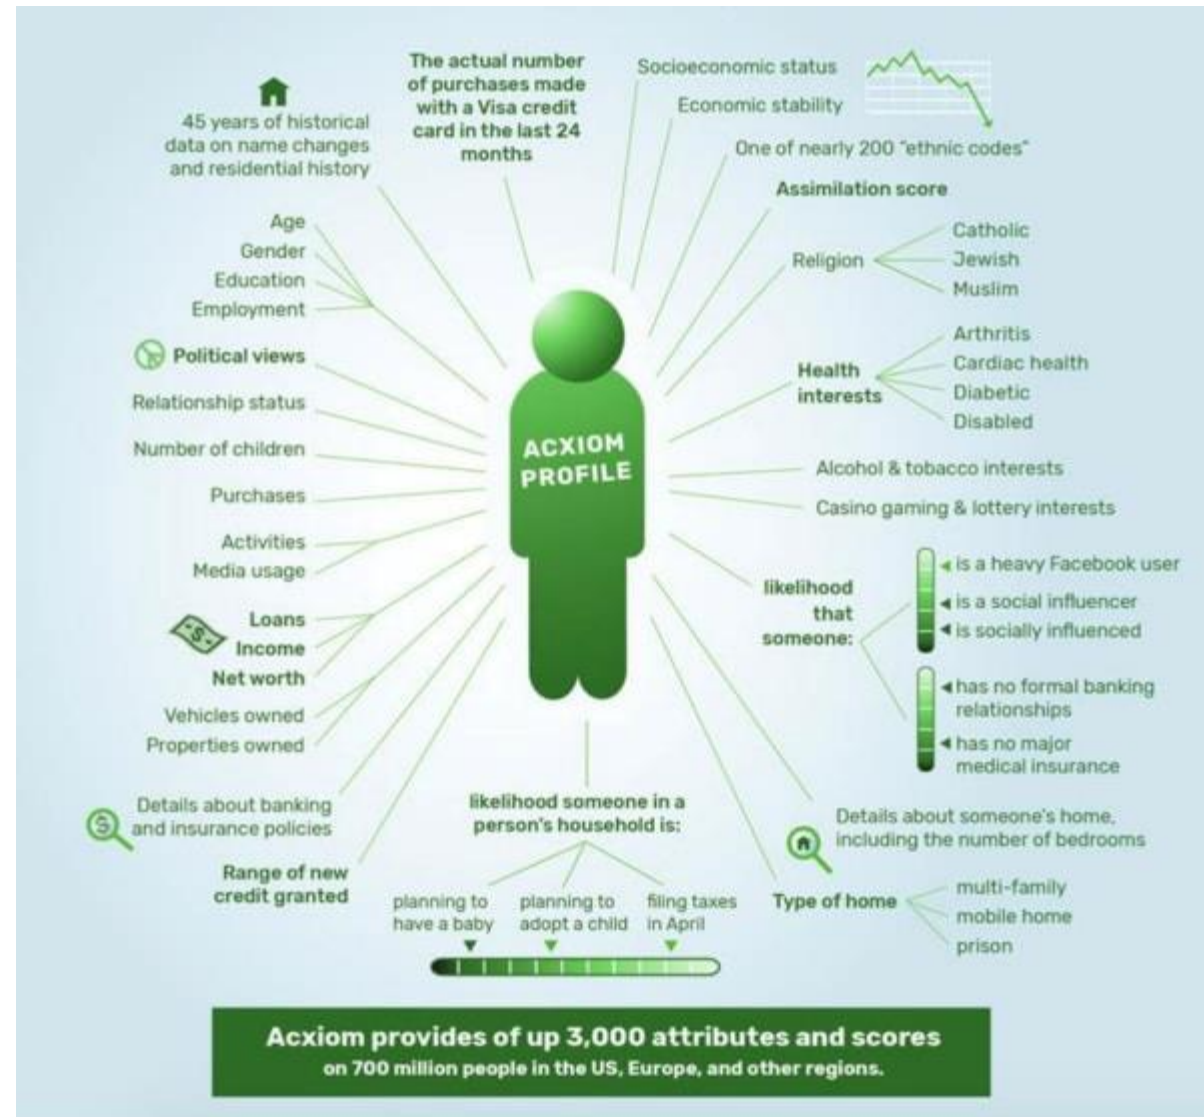 The actual number
of purchases made
with a Visa credit
card in the last 24
months
45 years of historical
data on name changes
and residential history
Age
Gender
Education
Employment
Political views
Relationship status
Number of children
Purchases
Activities
Media usage
Loans
Income
Net worth
Vehicles owned
Properties owned
Details about banking
and insurance policies
Range of new
credit granted
Socioeconomic status
Economic stability
One of nearly 200 "ethnic codes"
Assimilation score
Religion
Catholic
Jewish
Muslim
Health
interests
Arthritis
Cardiac health
Diabetic
Disabled
Alcohol & tobacco interests
Casino gaming & lottery interests
likelihood
that
someone:
is a heavy Facebook user
is a social influencer
is socially influenced
has no formal banking
relationships
has no major
medical insurance
Details about someone's home,
including the number of bedrooms
Type of home
multi-family
mobile home
prison
ACXIOM
PROFILE
$
$
likelihood someone in a
person's household is:
planning to
have a baby
planning to
adopt a child
filing taxes
in April
Acxiom provides of up 3,000 attributes and scores
on 700 million people in the US, Europe, and other regions.